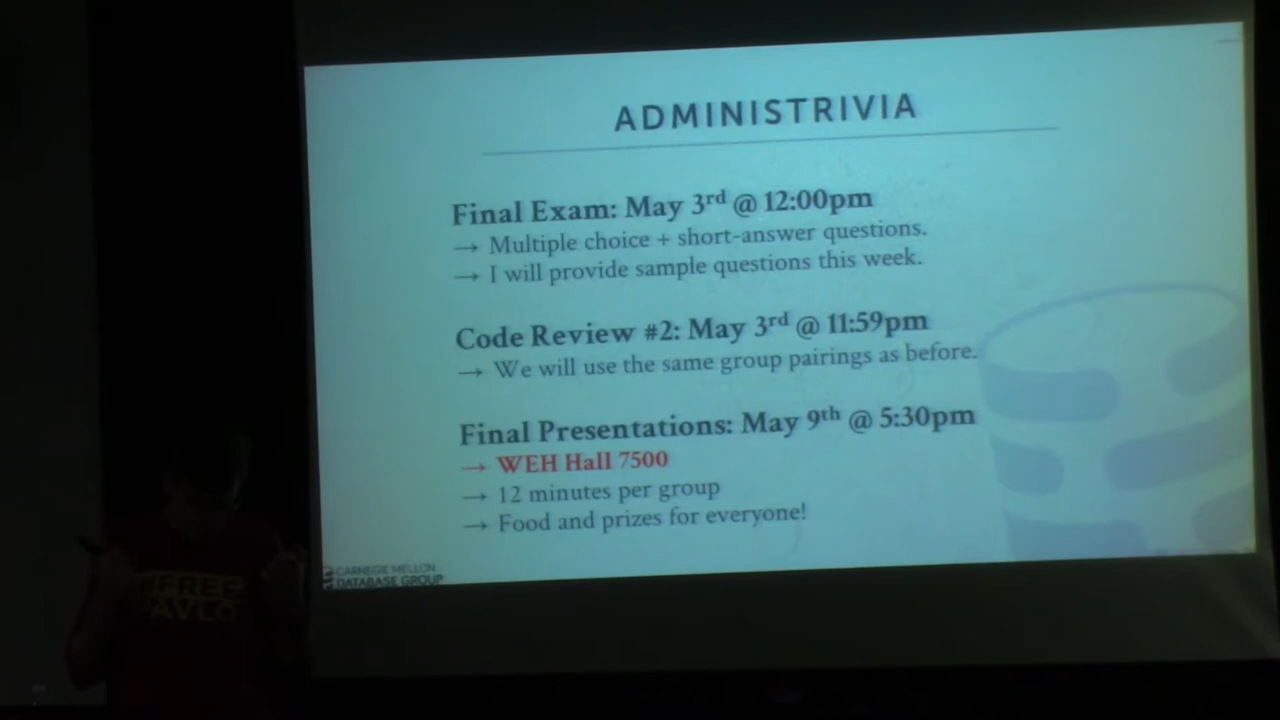 ADMINISTRIVIA
Final Exam: May 3rd @ 12:00pm
→ Multiple choice + short-answer questions.
→ I will provide sample questions this week.
Code Review #2: May 3rd @ 11:59pm
→ We will use the same group pairings as before.
Final Presentations: May 9th @ 5:30pm
→ WEH Hall 7500
→ 12 minutes per group
→ Food and prizes for everyone!
CARNEGIE MELLON
DATABASE GROUP
#FREE
PAVLO